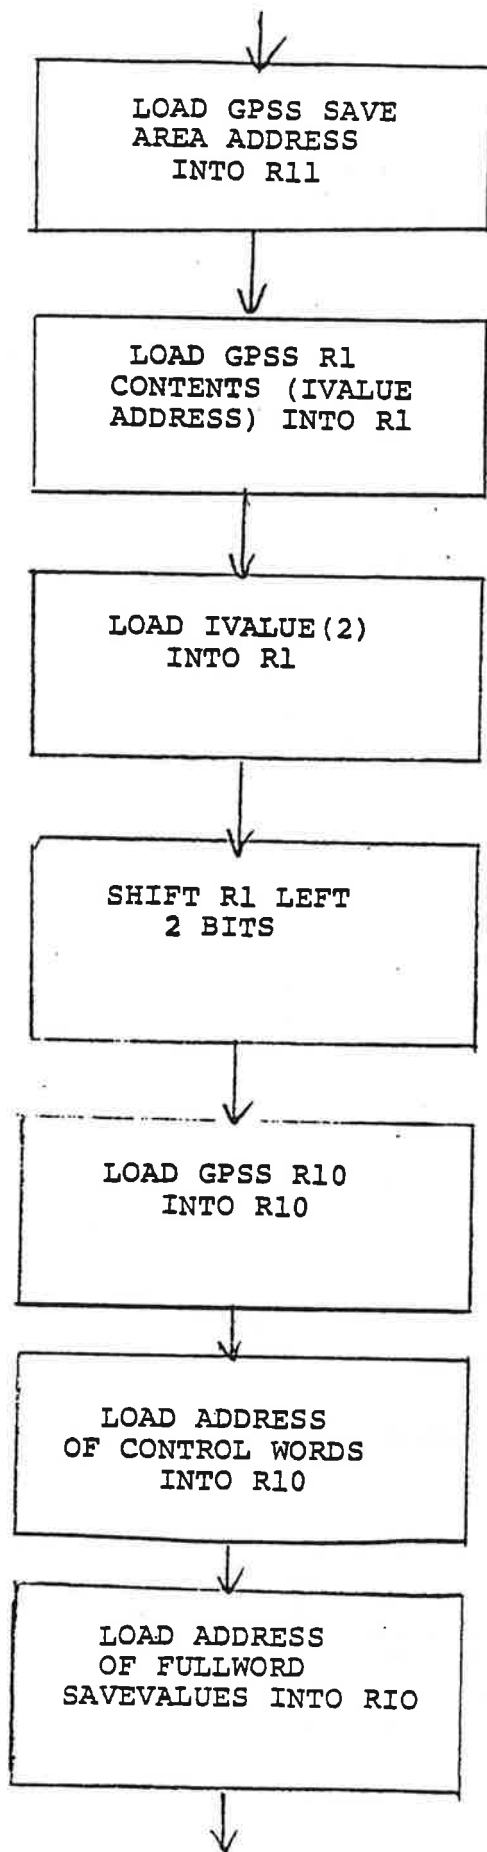 LOAD GPSS SAVE
AREA ADDRESS
INTO R11
LOAD GPSS R1
CONTENTS (IVALUE
ADDRESS) INTO R1
LOAD IVALUE(2)
INTO R1
SHIFT R1 LEFT
2 BITS
LOAD GPSS R10
INTO R10
LOAD ADDRESS
OF CONTROL WORDS
INTO R10
LOAD ADDRESS
OF FULLWORD
SAVEVALUES INTO RIO